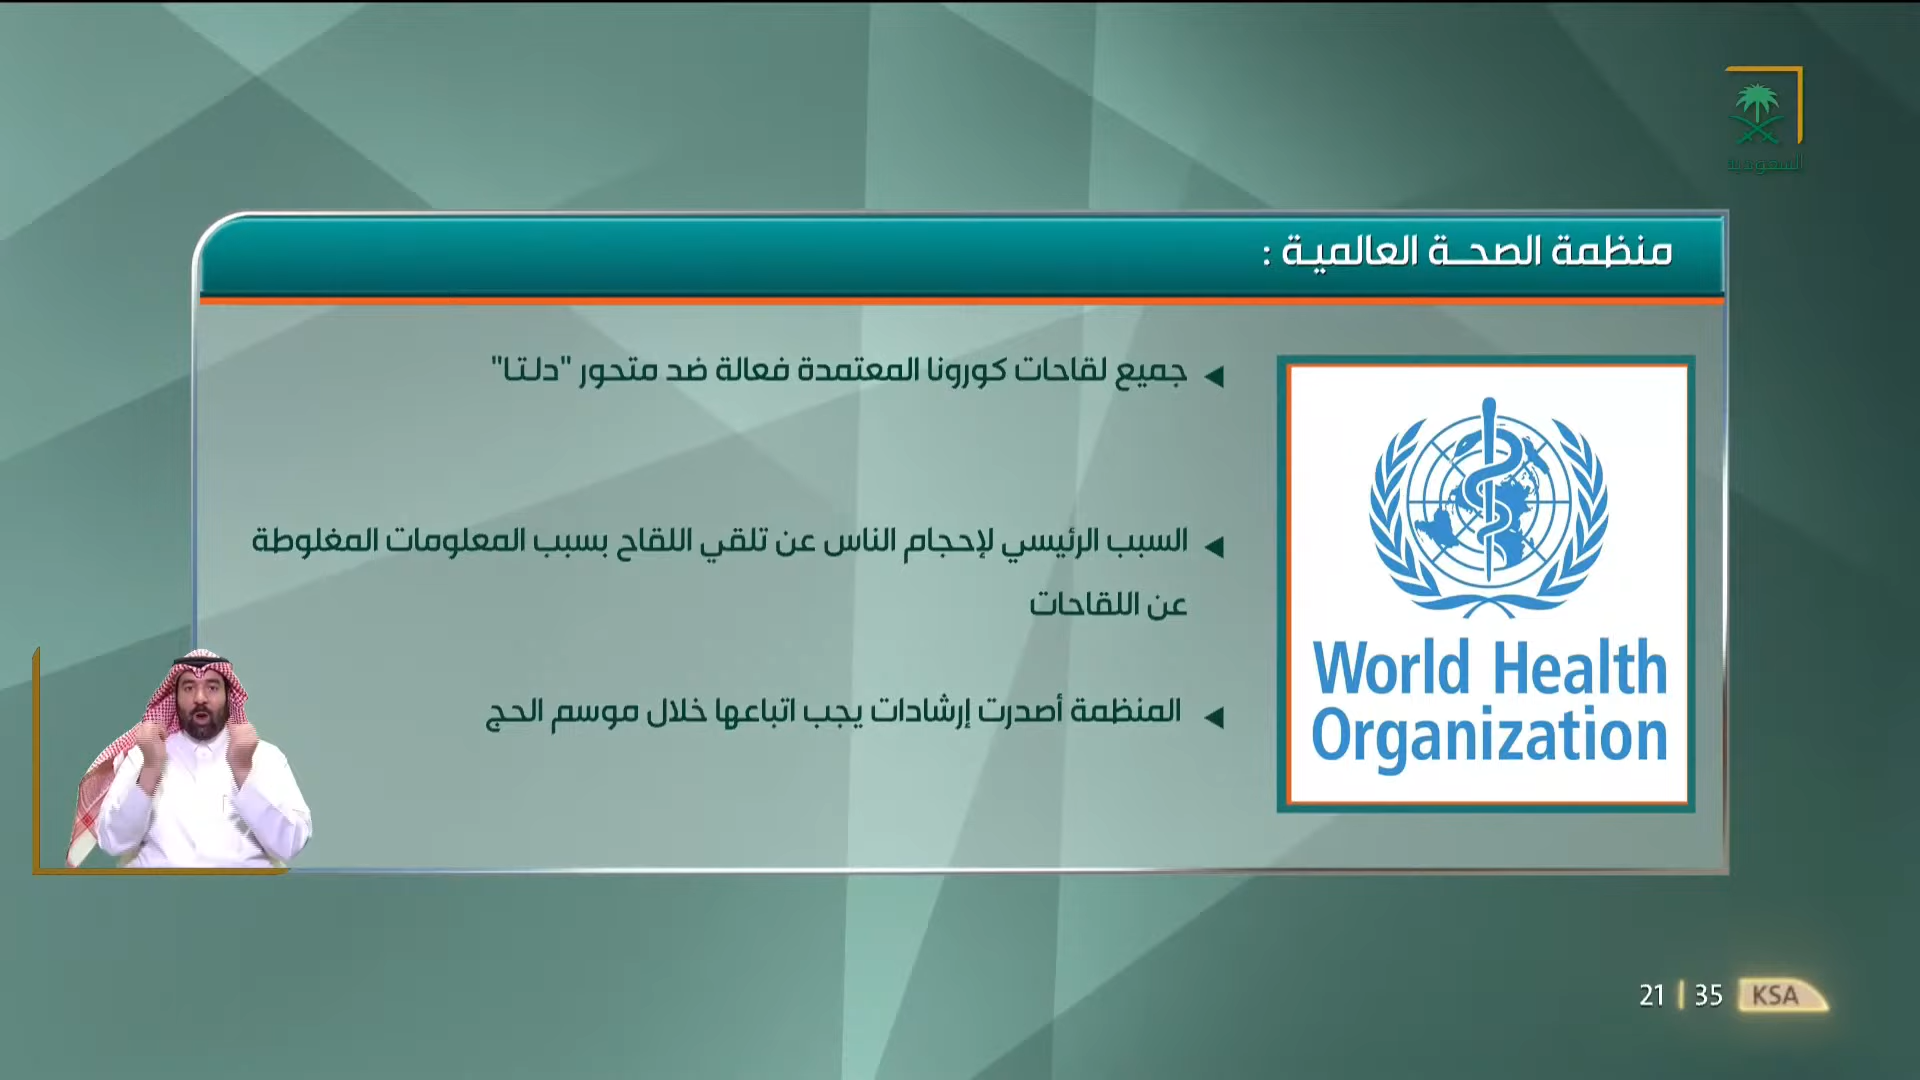 السعودية
منظمة الصحـــة العالميـة :
جميع لقاحات كورونا المعتمدة فعالة ضد متحور "دلتا"
السبب الرئيسي لإحجام الناس عن تلقي اللقاح بسبب المعلومات المغلوطة
عن اللقاحات
المنظمة أصدرت إرشادات يجب اتباعها خلال موسم الحج
World Health
Organization
21 | 35 KSA